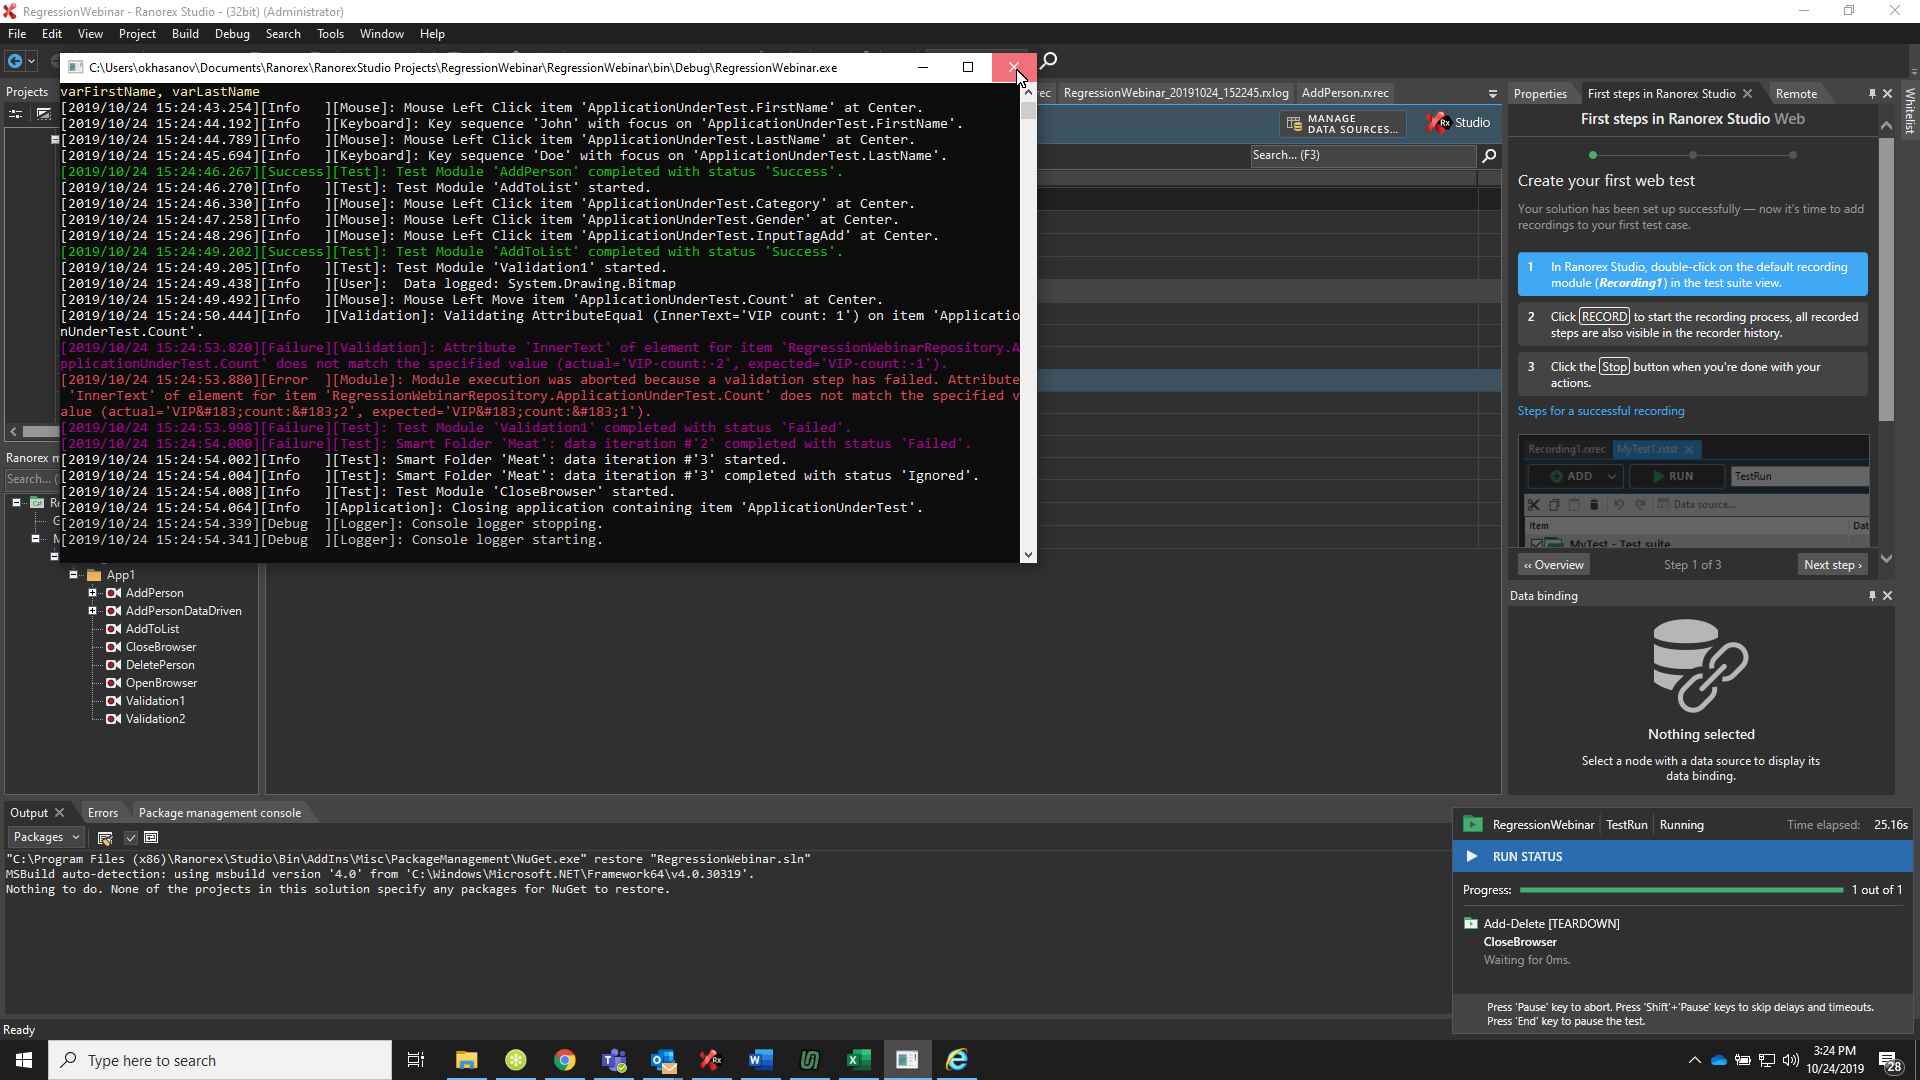 RegressionWebinar - Ranorex Studio - (32bit) (Administrator)
File Edit View Project Build Debug Search Tools Window Help
C:\Users\okhasanov\Documents\Ranorex\RanorexStudio Projects\RegressionWebinar\RegressionWebinar\bin\Debug\RegressionWebinar.exe
Projects
varFirstName, varLastName
[2019/10/24 15:24:43.254][Info   ][Mouse]: Mouse Left Click item 'ApplicationUnderTest.FirstName' at Center.
[2019/10/24 15:24:44.192][Info   ][Keyboard]: Key sequence 'John' with focus on 'ApplicationUnderTest.FirstName'.
[2019/10/24 15:24:44.789][Info   ][Mouse]: Mouse Left Click item 'ApplicationUnderTest.LastName' at Center.
[2019/10/24 15:24:45.694][Info   ][Keyboard]: Key sequence 'Doe' with focus on 'ApplicationUnderTest.LastName'.
[2019/10/24 15:24:46.267][Success][Test]: Test Module 'AddPerson' completed with status 'Success'.
[2019/10/24 15:24:46.270][Info   ][Test]: Test Module 'AddToList' started.
[2019/10/24 15:24:46.330][Info   ][Mouse]: Mouse Left Click item 'ApplicationUnderTest.Category' at Center.
[2019/10/24 15:24:47.258][Info   ][Mouse]: Mouse Left Click item 'ApplicationUnderTest.Gender' at Center.
[2019/10/24 15:24:48.296][Info   ][Mouse]: Mouse Left Click item 'ApplicationUnderTest.InputTagAdd' at Center.
[2019/10/24 15:24:49.202][Success][Test]: Test Module 'AddToList' completed with status 'Success'.
[2019/10/24 15:24:49.205][Info   ][Test]: Test Module 'Validation1' started.
[2019/10/24 15:24:49.438][Info   ][User]:  Data logged: System.Drawing.Bitmap
[2019/10/24 15:24:49.492][Info   ][Mouse]: Mouse Left Move item 'ApplicationUnderTest.Count' at Center.
[2019/10/24 15:24:50.444][Info   ][Validation]: Validating AttributeEqual (InnerText='VIP count: 1') on item 'Applicatio
nUnderTest.Count'.
[2019/10/24 15:24:53.820][Failure][Validation]: Attribute 'InnerText' of element for item 'RegressionWebinarRepository.A
pplicationUnderTest.Count' does not match the specified value (actual='VIP·count:·2', expected='VIP·count:·1').
[2019/10/24 15:24:53.880][Error  ][Module]: Module execution was aborted because a validation step has failed. Attribute
 'InnerText' of element for item 'RegressionWebinarRepository.ApplicationUnderTest.Count' does not match the specified v
alue (actual='VIP&#183;count:&#183;2', expected='VIP&#183;count:&#183;1').
[2019/10/24 15:24:53.998][Failure][Test]: Test Module 'Validation1' completed with status 'Failed'.
[2019/10/24 15:24:54.000][Failure][Test]: Smart Folder 'Meat': data iteration #'2' completed with status 'Failed'.
[2019/10/24 15:24:54.002][Info   ][Test]: Smart Folder 'Meat': data iteration #'3' started.
[2019/10/24 15:24:54.004][Info   ][Test]: Smart Folder 'Meat': data iteration #'3' completed with status 'Ignored'.
[2019/10/24 15:24:54.008][Info   ][Test]: Test Module 'CloseBrowser' started.
[2019/10/24 15:24:54.064][Info   ][Application]: Closing application containing item 'ApplicationUnderTest'.
[2019/10/24 15:24:54.339][Debug  ][Logger]: Console logger stopping.
[2019/10/24 15:24:54.341][Debug  ][Logger]: Console logger starting.
rec RegressionWebinar_20191024_152245.rxlog AddPerson.rxrec
MANAGE
DATA SOURCES...
Rx Studio
Search... (F3)
Properties First steps in Ranorex Studio Remote
Whitelist
First steps in Ranorex Studio Web
Create your first web test
Your solution has been set up successfully — now it's time to add
recordings to your first test case.
1 In Ranorex Studio, double-click on the default recording
module (Recording1) in the test suite view.
2 Click RECORD to start the recording process, all recorded
steps are also visible in the recorder history.
3 Click the Stop button when you're done with your
actions.
Steps for a successful recording
Recording1.rxrec MyTest1.rxtst
ADD RUN TestRun
Data source...
Item Dat
MyTest - Test suite
‹‹ Overview Step 1 of 3 Next step ›
Data binding
Nothing selected
Select a node with a data source to display its
data binding.
Ranorex m
Search... (
App1
AddPerson
AddPersonDataDriven
AddToList
CloseBrowser
DeletePerson
OpenBrowser
Validation1
Validation2
Output Errors Package management console
Packages
"C:\Program Files (x86)\Ranorex\Studio\Bin\AddIns\Misc\PackageManagement\NuGet.exe" restore "RegressionWebinar.sln"
MSBuild auto-detection: using msbuild version '4.0' from 'C:\Windows\Microsoft.NET\Framework64\v4.0.30319'.
Nothing to do. None of the projects in this solution specify any packages for NuGet to restore.
RegressionWebinar TestRun Running Time elapsed: 25.16s
RUN STATUS
Progress: 1 out of 1
Add-Delete [TEARDOWN]
CloseBrowser
Waiting for 0ms.
Press 'Pause' key to abort. Press 'Shift'+'Pause' keys to skip delays and timeouts.
Press 'End' key to pause the test.
Ready
Type here to search
3:24 PM
10/24/2019
28